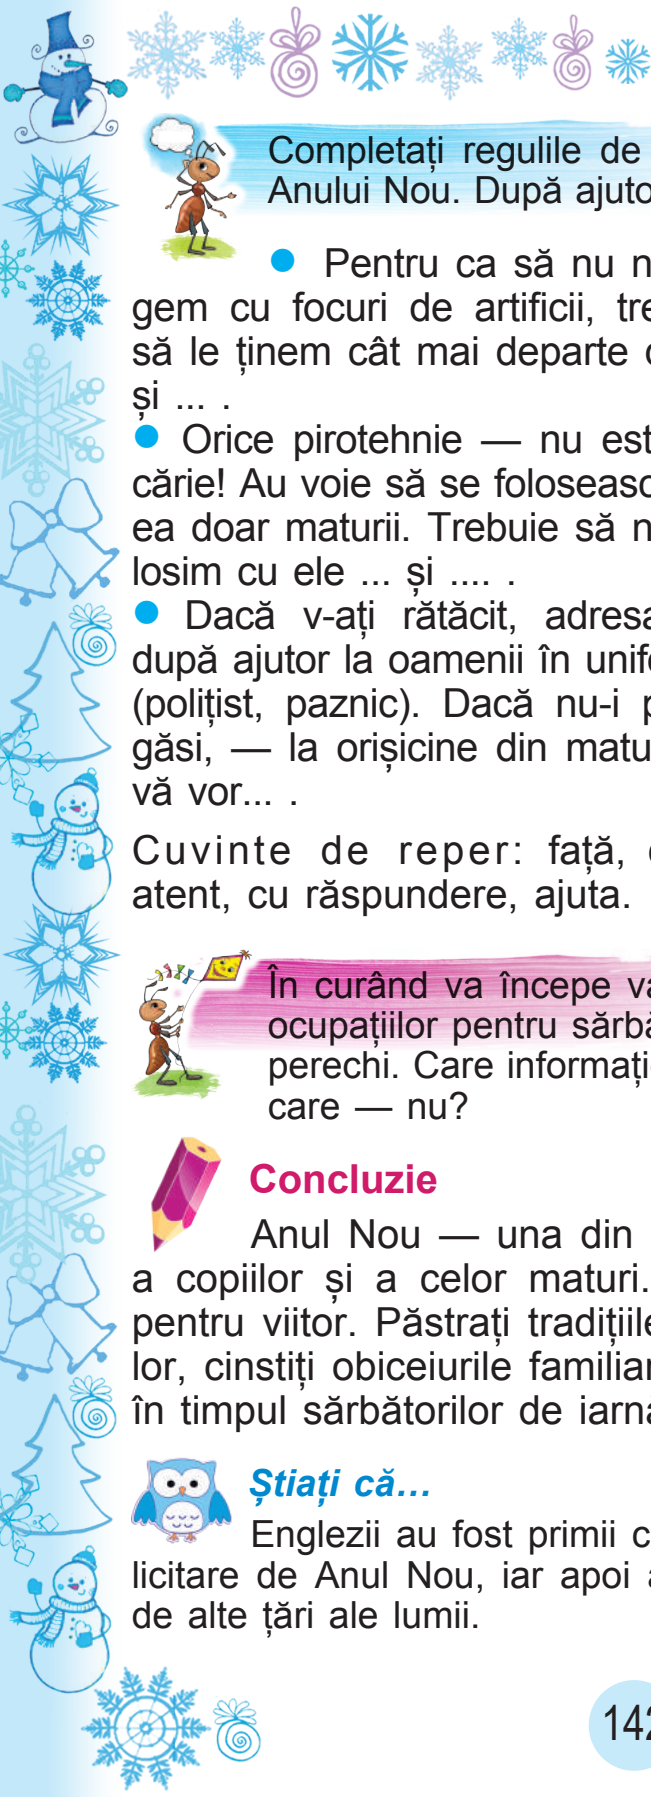 Completați regulile de
Anului Nou. După ajuto
● Pentru ca să nu n
gem cu focuri de artificii, tre
să le ținem cât mai departe
și ... .
● Orice pirotehnie — nu est
cărie! Au voie să se foloseasc
ea doar maturii. Trebuie să n
losim cu ele ... și .... .
● Dacă v-ați rătăcit, adresa
după ajutor la oamenii în unif
(polițist, paznic). Dacă nu-i p
găsi, — la orișicine din matu
vă vor... .
Cuvinte de reper: față,
atent, cu răspundere, ajuta.
În curând va începe va
ocupațiilor pentru sărb
perechi. Care informați
care — nu?
Concluzie
Anul Nou — una din
a copiilor și a celor maturi.
pentru viitor. Păstrați tradițiile
lor, cinstiți obiceiurile familia
în timpul sărbătorilor de iarn
Știați că...
Englezii au fost primii c
licitare de Anul Nou, iar apoi a
de alte țări ale lumii.
142